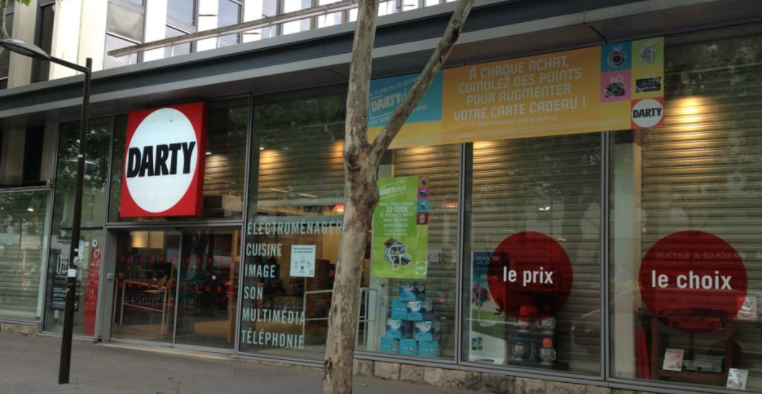 DARTY
À CHAQUE ACHAT,
CUMULEZ DES POINTS
POUR AUGMENTER
VOTRE CARTE CADEAU !
DARTY
DARTY
ÉLECTROMÉNAGER
CUISINE
IMAGE
SON
MULTIMÉDIA
TÉLÉPHONIE
le prix
le choix